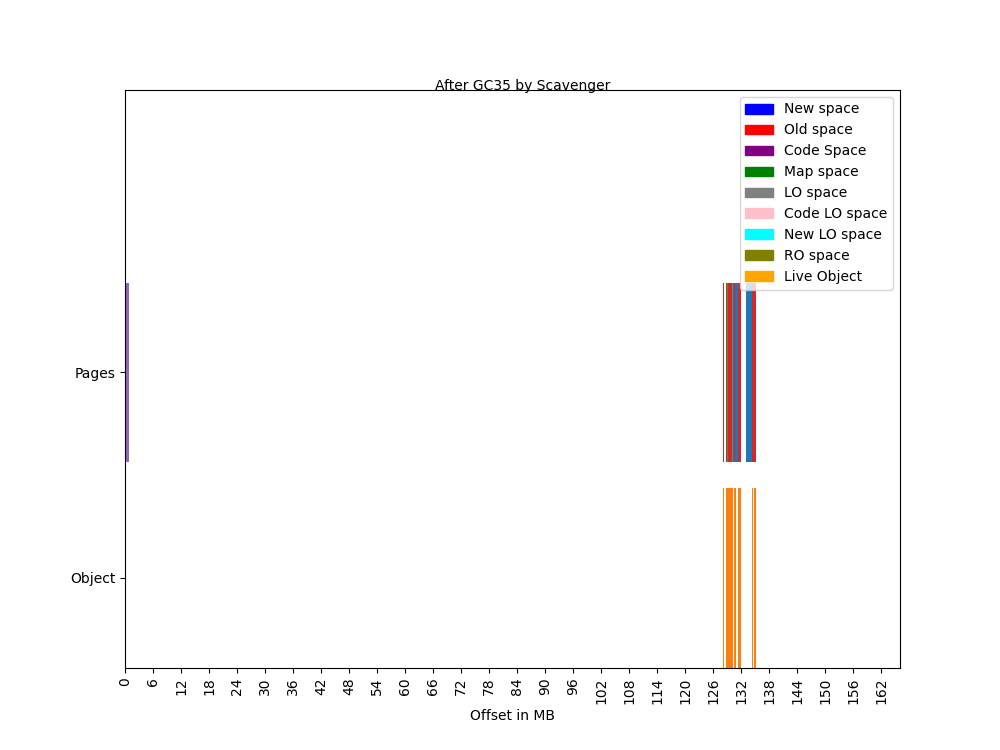 After GC35 by Scavenger
New space
Old space
Code Space
Map space
LO space
Code LO space
New LO space
RO space
Live Object
Pages
Object
0 6 12 18 24 30 36 42 48 54 60 66 72 78 84 90 96 102 108 114 120 126 132 138 144 150 156 162
Offset in MB